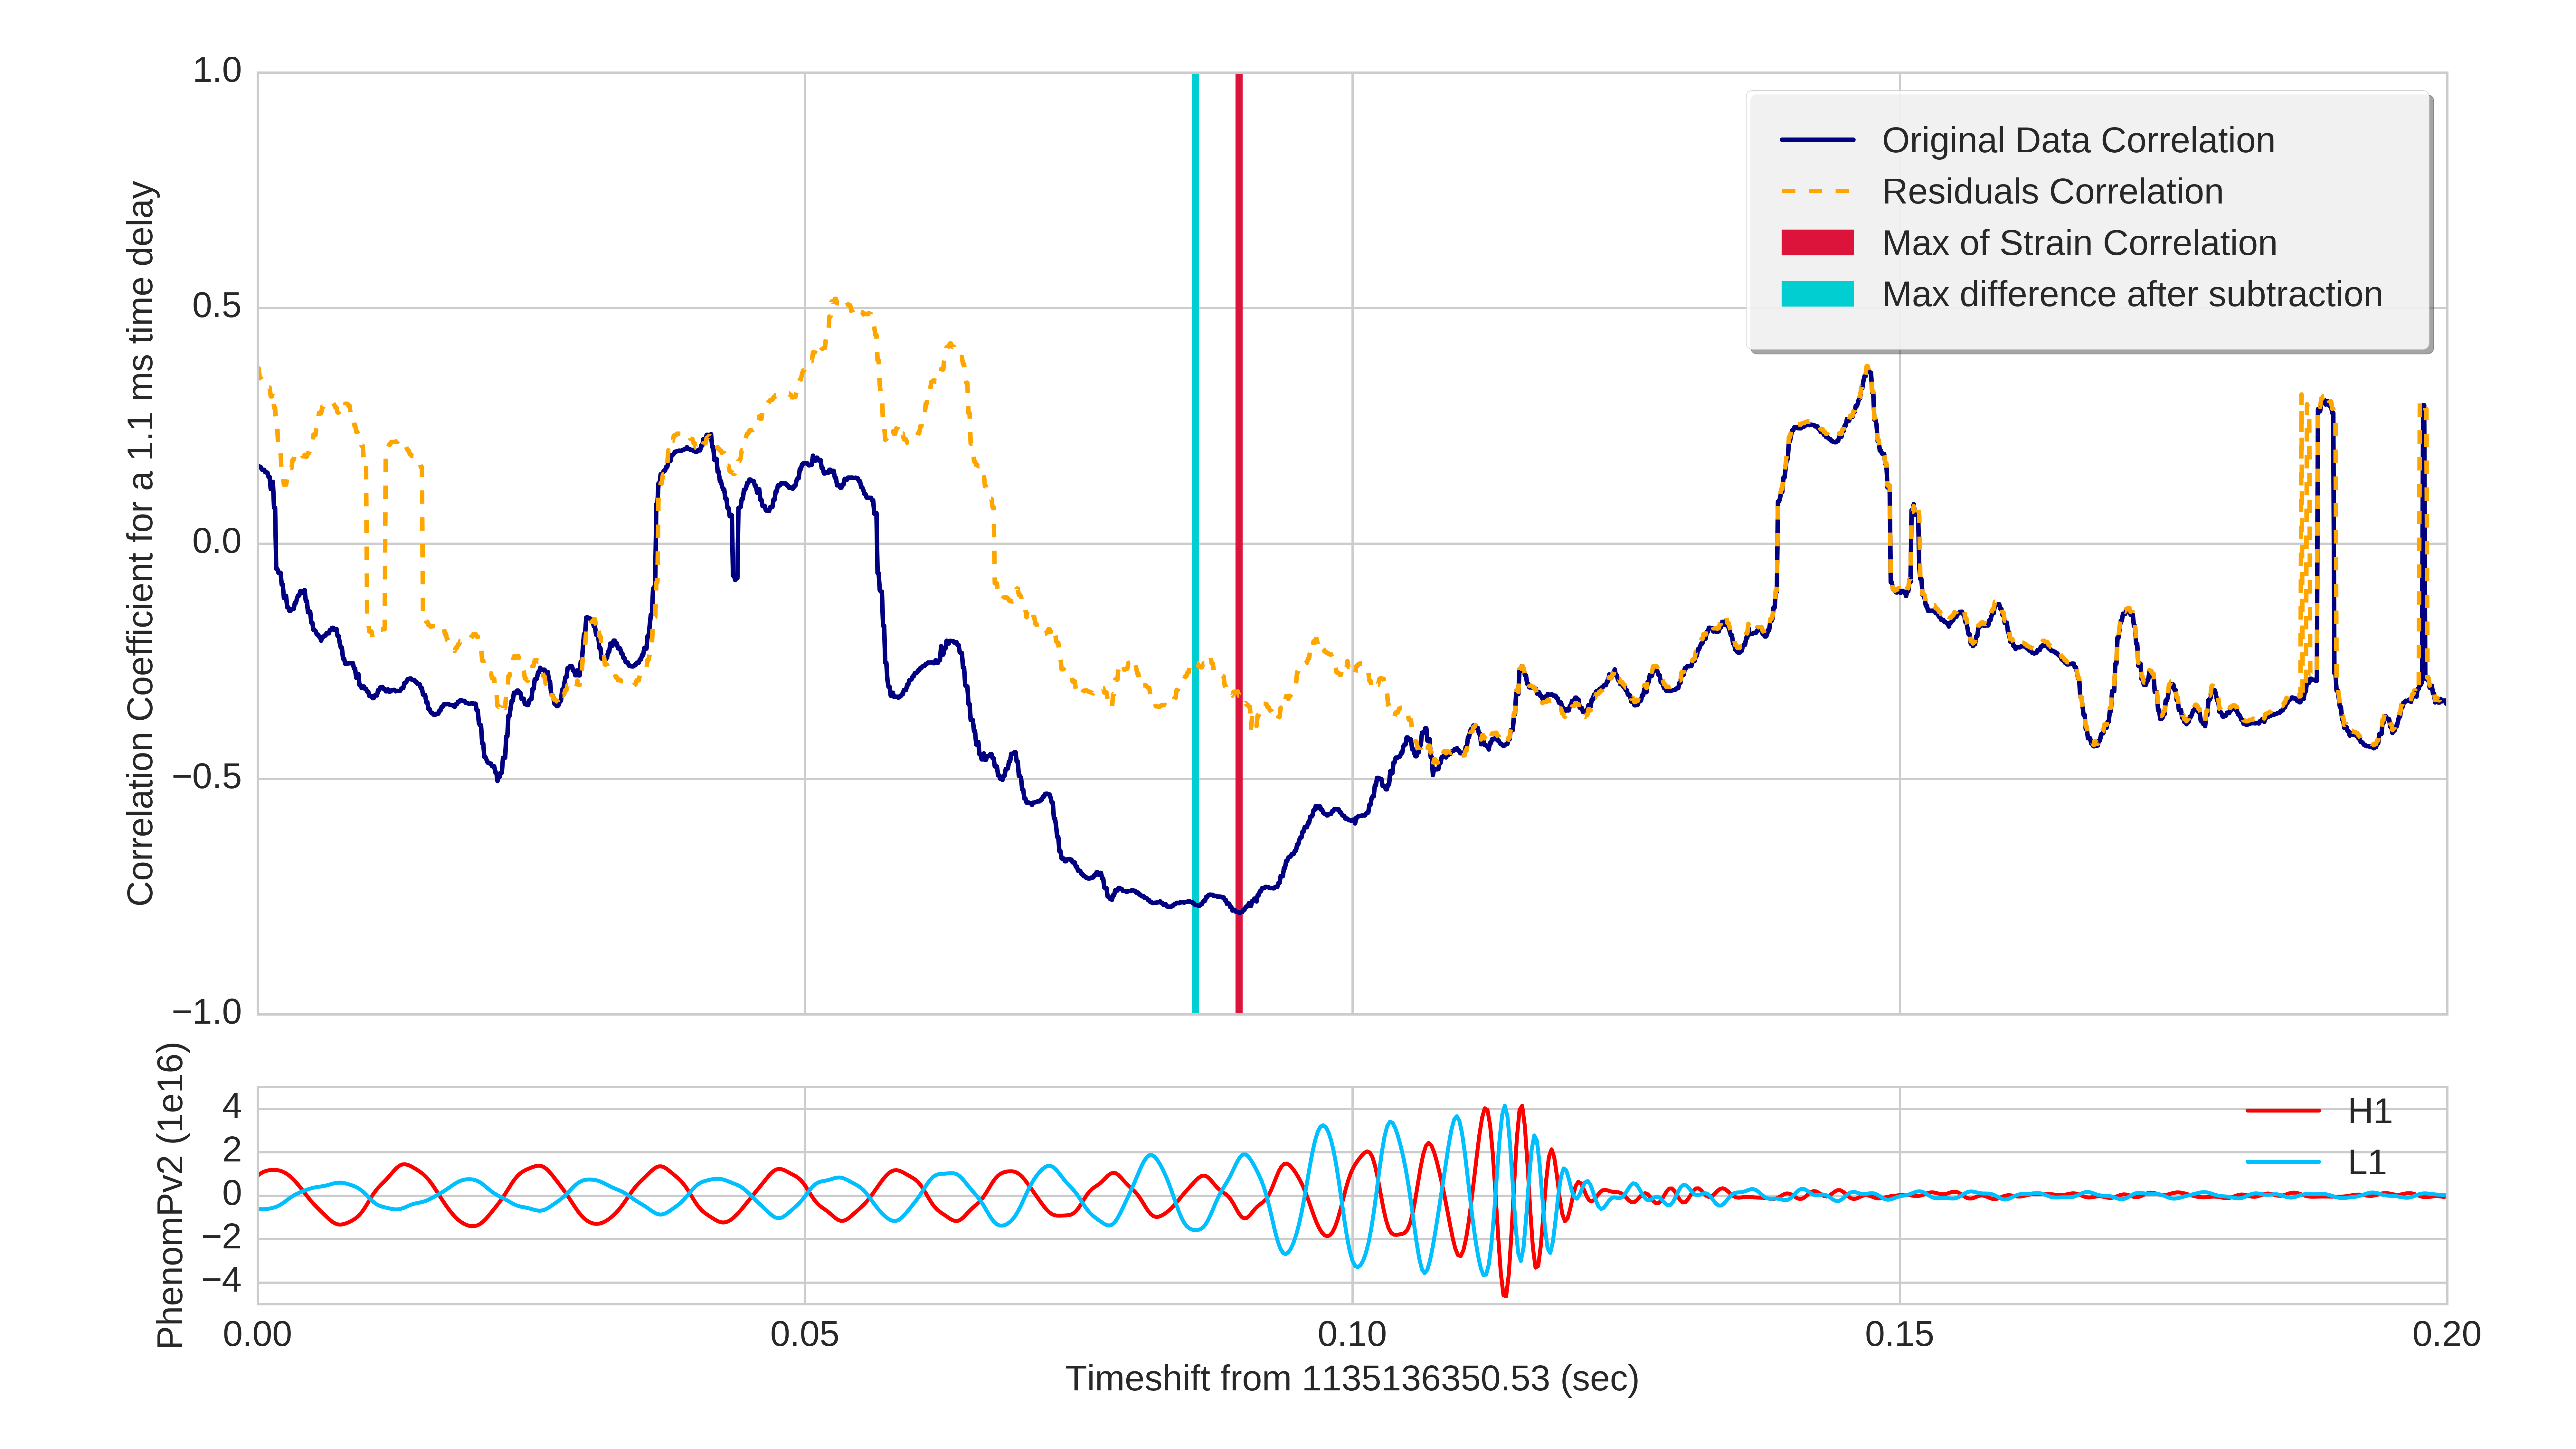 1.0
0.5
0.0
−0.5
−1.0
Correlation Coefficient for a 1.1 ms time delay
Original Data Correlation
Residuals Correlation
Max of Strain Correlation
Max difference after subtraction
4
2
0
−2
−4
PhenomPv2 (1e16)
H1
L1
0.00 0.05 0.10 0.15 0.20
Timeshift from 1135136350.53 (sec)